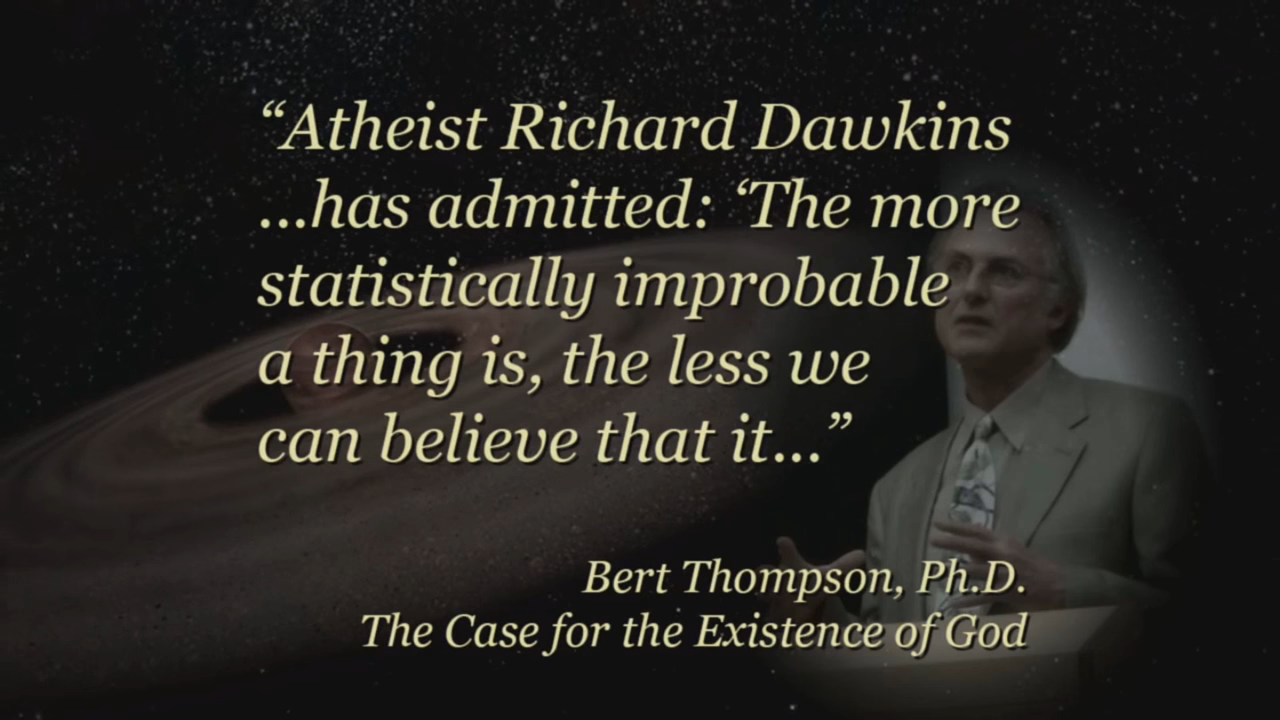 “Atheist Richard Dawkins
...has admitted: ‘The more
statistically improbable
a thing is, the less we
can believe that it...”
Bert Thompson, Ph.D.
The Case for the Existence of God